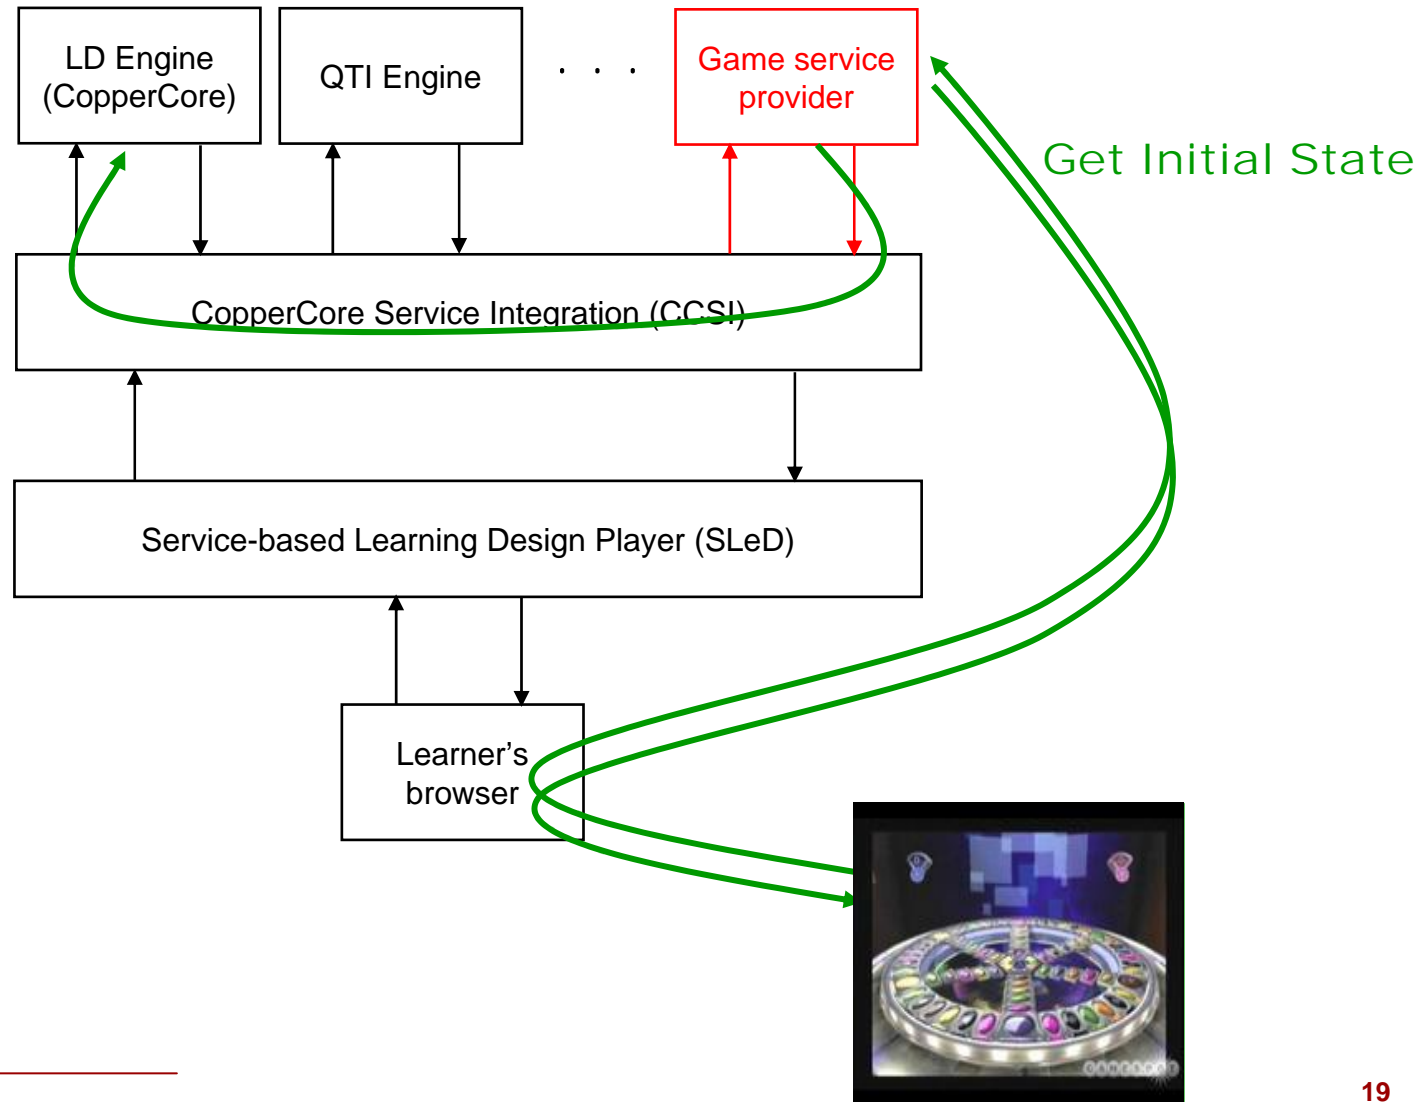 LD Engine
(CopperCore)
QTI Engine
. . .
Game service
provider
Get Initial State
CopperCore Service Integration (CCSI)
Service-based Learning Design Player (SLeD)
Learner’s
browser
19